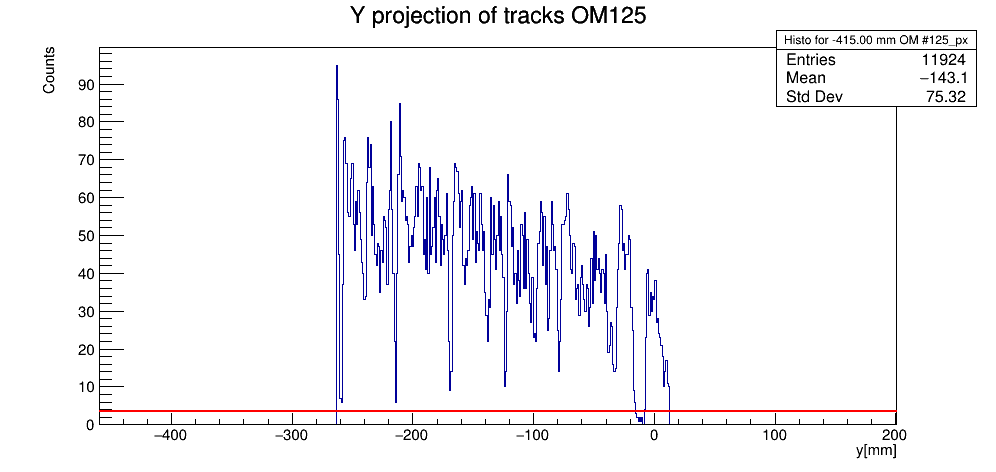 Y projection of tracks OM125
Histo for -415.00 mm OM #125_px
Entries 11924
Mean −143.1
Std Dev 75.32
Counts
90
80
70
60
50
40
30
20
10
0
−400 −300 −200 −100 0 100 200
y[mm]